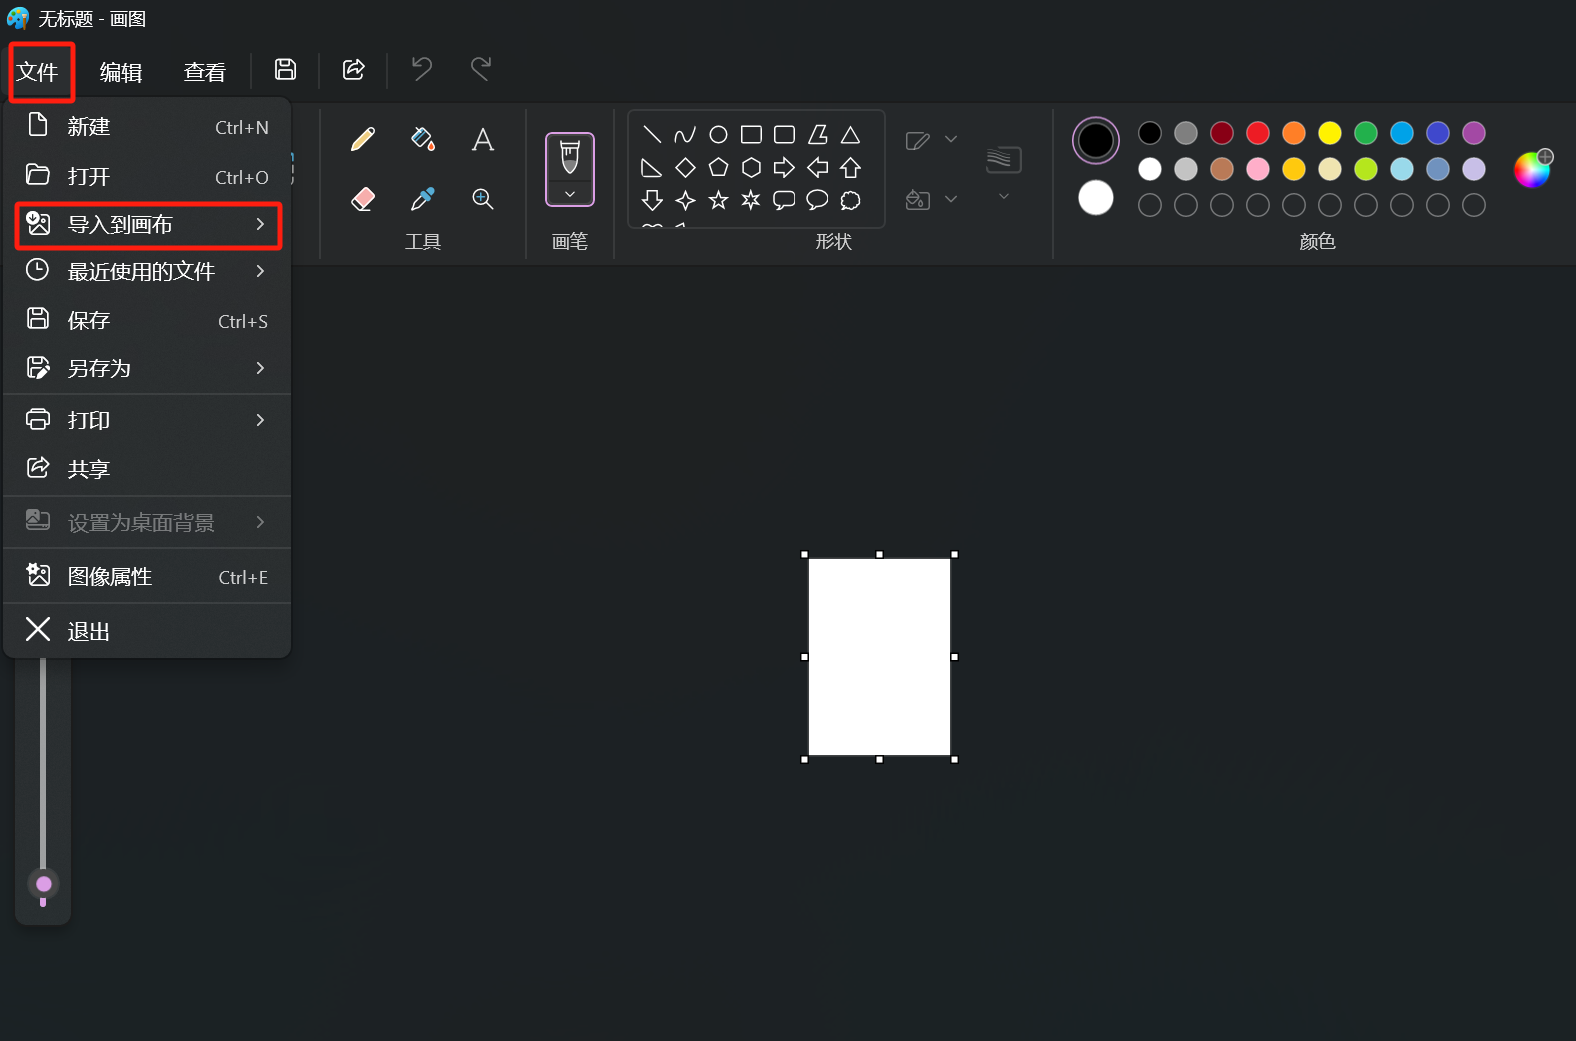 无标题 - 画图
文件 编辑 查看
新建 Ctrl+N
打开 Ctrl+O
导入到画布
最近使用的文件
保存 Ctrl+S
另存为
打印
共享
设置为桌面背景
图像属性 Ctrl+E
退出
工具 画笔 形状 颜色